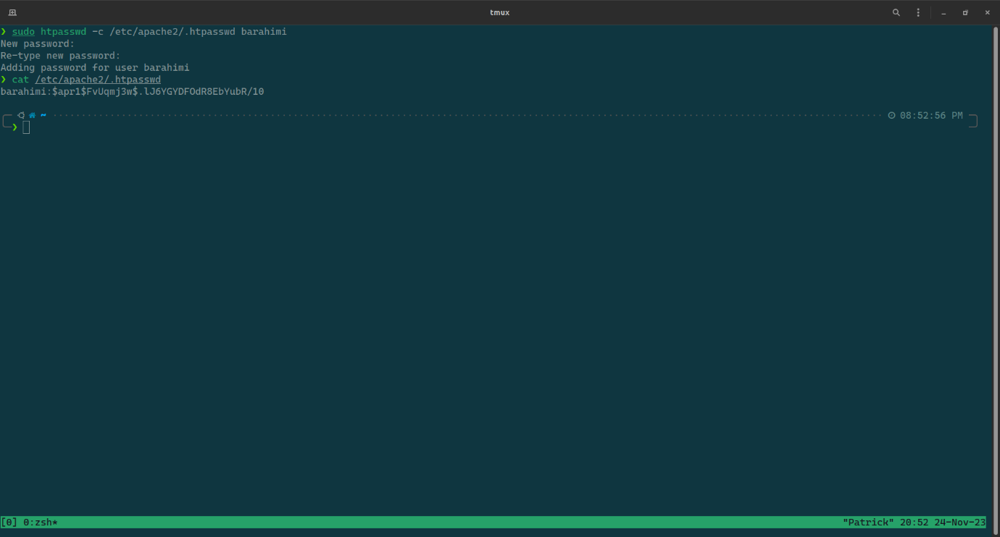 tmux
❯ sudo htpasswd -c /etc/apache2/.htpasswd barahimi
New password:
Re-type new password:
Adding password for user barahimi
❯ cat /etc/apache2/.htpasswd
barahimi:$apr1$FvUqmj3w$.lJ6YGYDFOdR8EbYubR/10
~ 08:52:56 PM
❯
[0] 0:zsh* "Patrick" 20:52 24-Nov-23